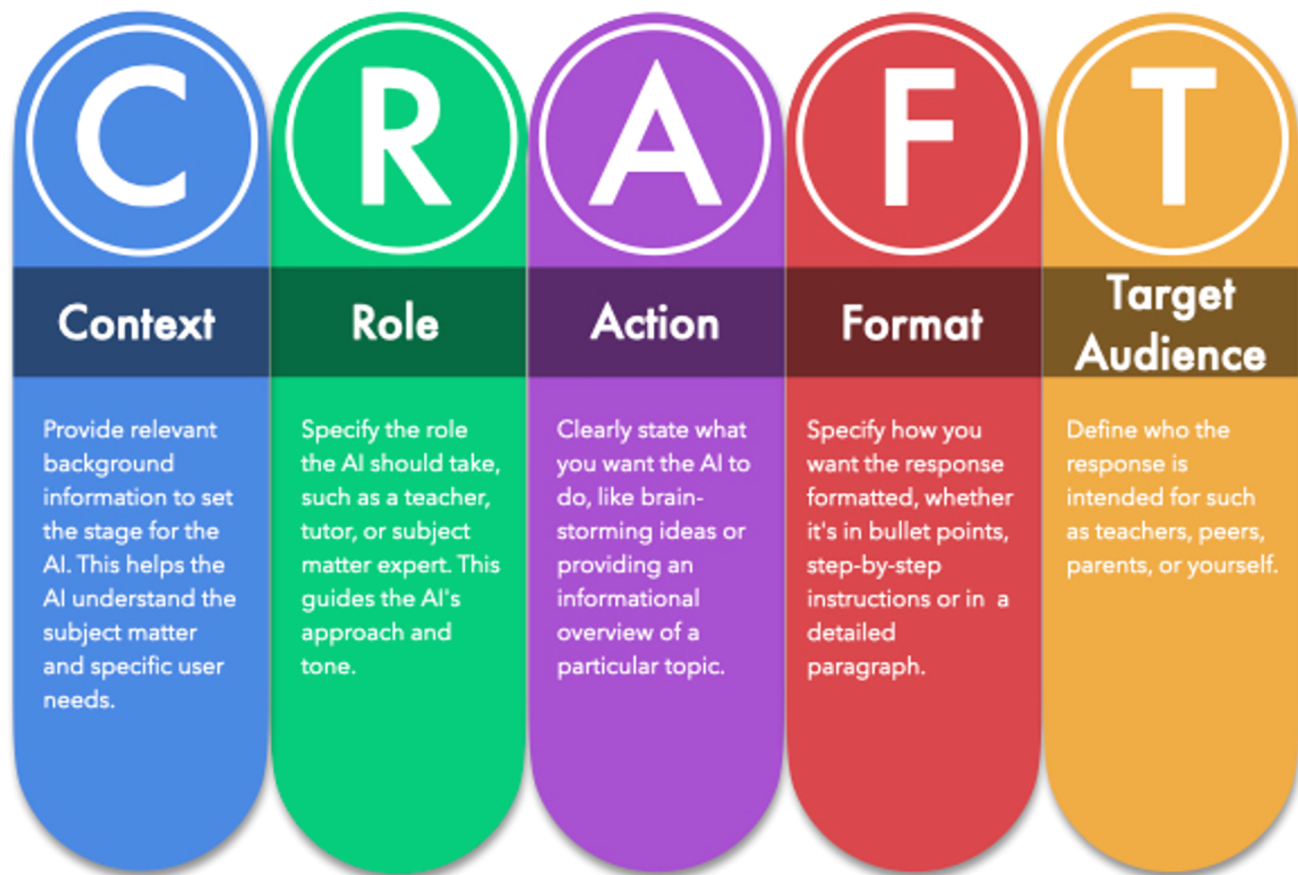 C
R
A
F
T
Context
Role
Action
Format
Target
Audience
Provide relevant
background
information to set
the stage for the
AI. This helps the
AI understand the
subject matter
and specific user
needs.
Specify the role
the AI should take,
such as a teacher,
tutor, or subject
matter expert. This
guides the AI's
approach and
tone.
Clearly state what
you want the AI to
do, like brain-
storming ideas or
providing an
informational
overview of a
particular topic.
Specify how you
want the response
formatted, whether
it's in bullet points,
step-by-step
instructions or in  a
detailed
paragraph.
Define who the
response is
intended for such
as teachers, peers,
parents, or yourself.